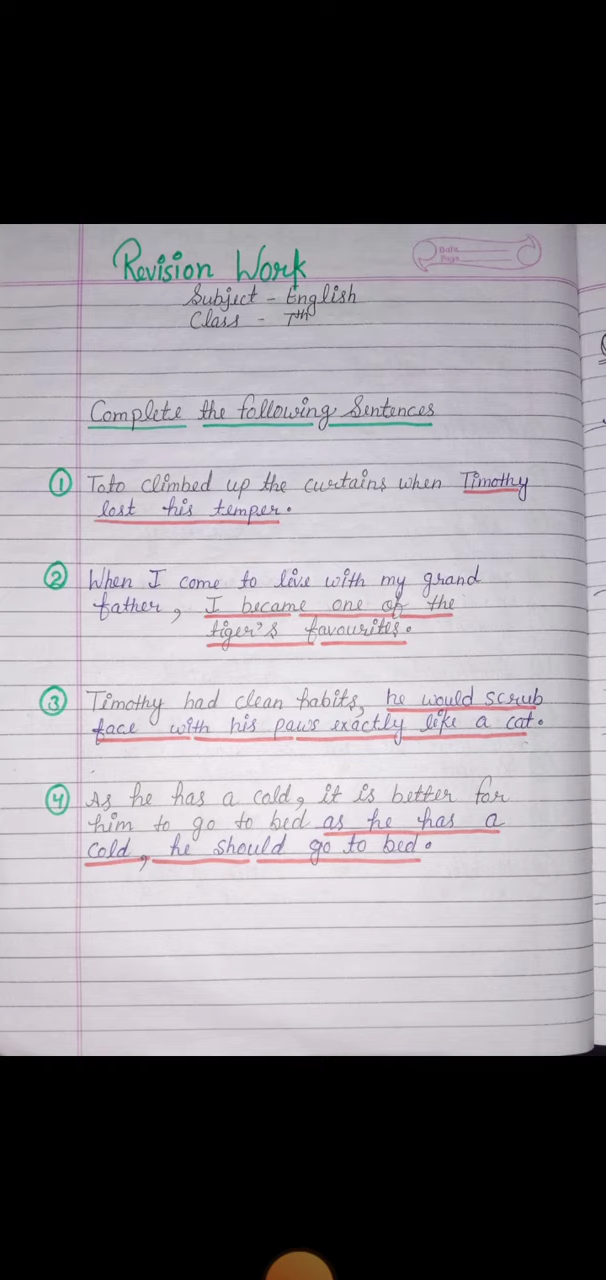 Revision Work
Date
Page
Subject - English
Class - 7th
Complete the following Sentences
1 Toto climbed up the curtains when Timothy
lost his temper.
2 When I come to live with my grand
father, I became one of the
tiger's favourites.
3 Timothy had clean habits, he would scrub
face with his paws exactly like a cat.
4 As he has a cold, it is better for
him to go to bed as he has a
cold, he should go to bed.